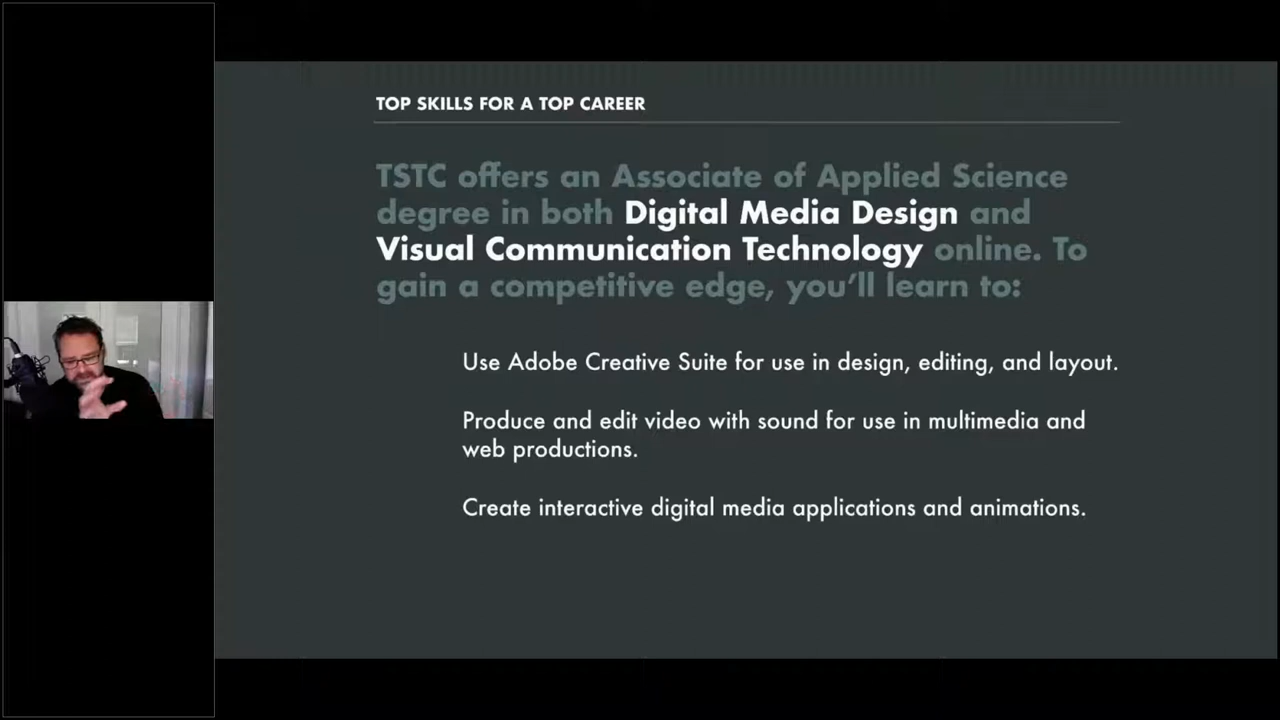 TOP SKILLS FOR A TOP CAREER
TSTC offers an Associate of Applied Science
degree in both Digital Media Design and
Visual Communication Technology online. To
gain a competitive edge, you’ll learn to:
Use Adobe Creative Suite for use in design, editing, and layout.
Produce and edit video with sound for use in multimedia and
web productions.
Create interactive digital media applications and animations.